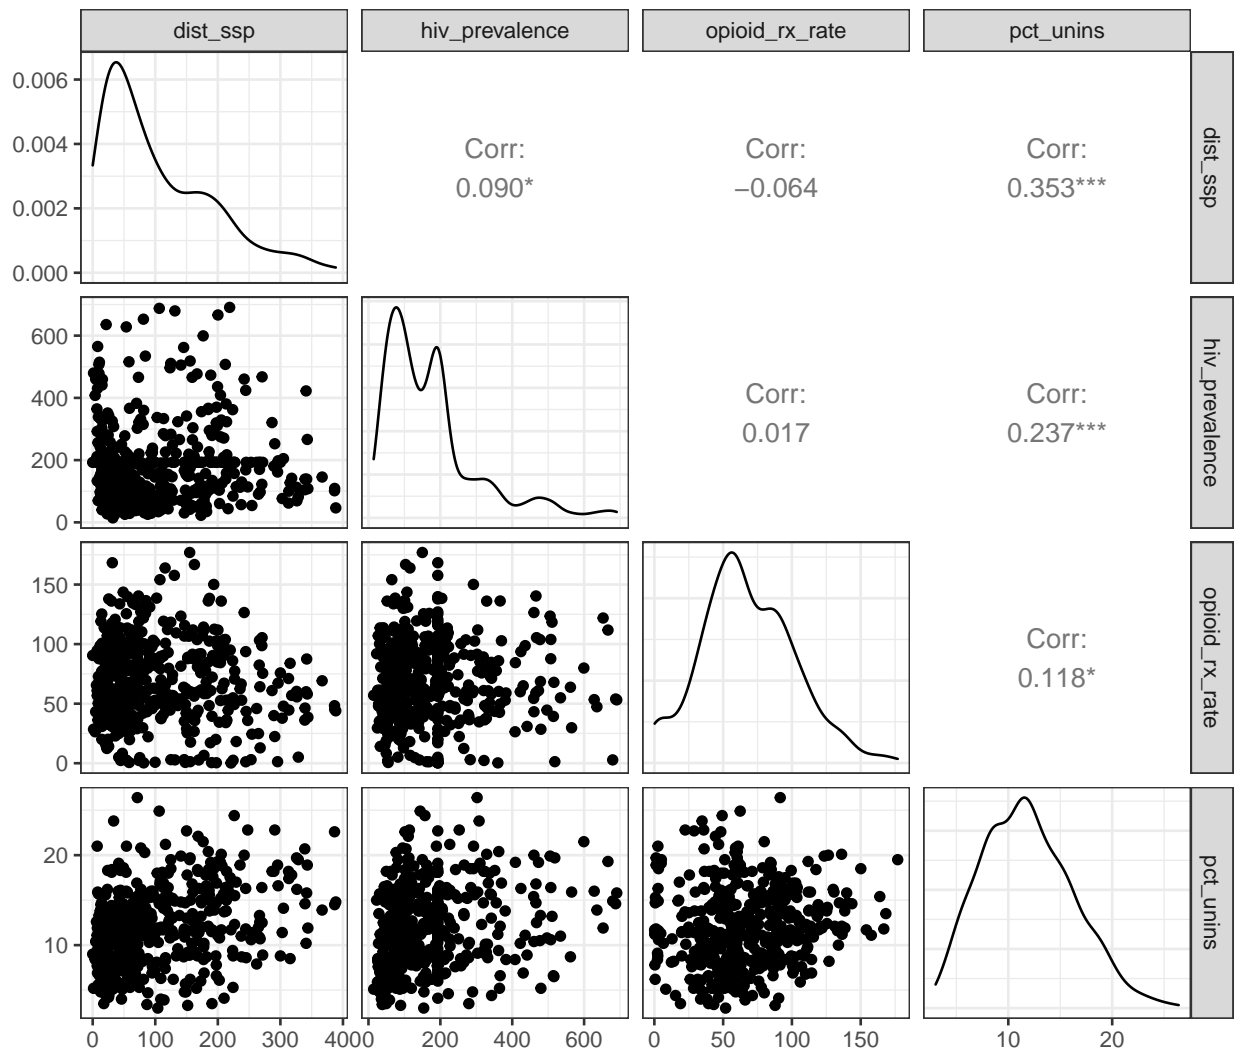 dist_ssp hiv_prevalence opioid_rx_rate pct_unins
0.006
0.004
0.002
0.000
Corr:
0.090*
Corr:
−0.064
Corr:
0.353***
dist_ssp
600
400
200
0
Corr:
0.017
Corr:
0.237***
hiv_prevalence
150
100
50
0
Corr:
0.118*
opioid_rx_rate
20
10
pct_unins
0 100 200 300 400 0 200 400 600 0 50 100 150 10 20